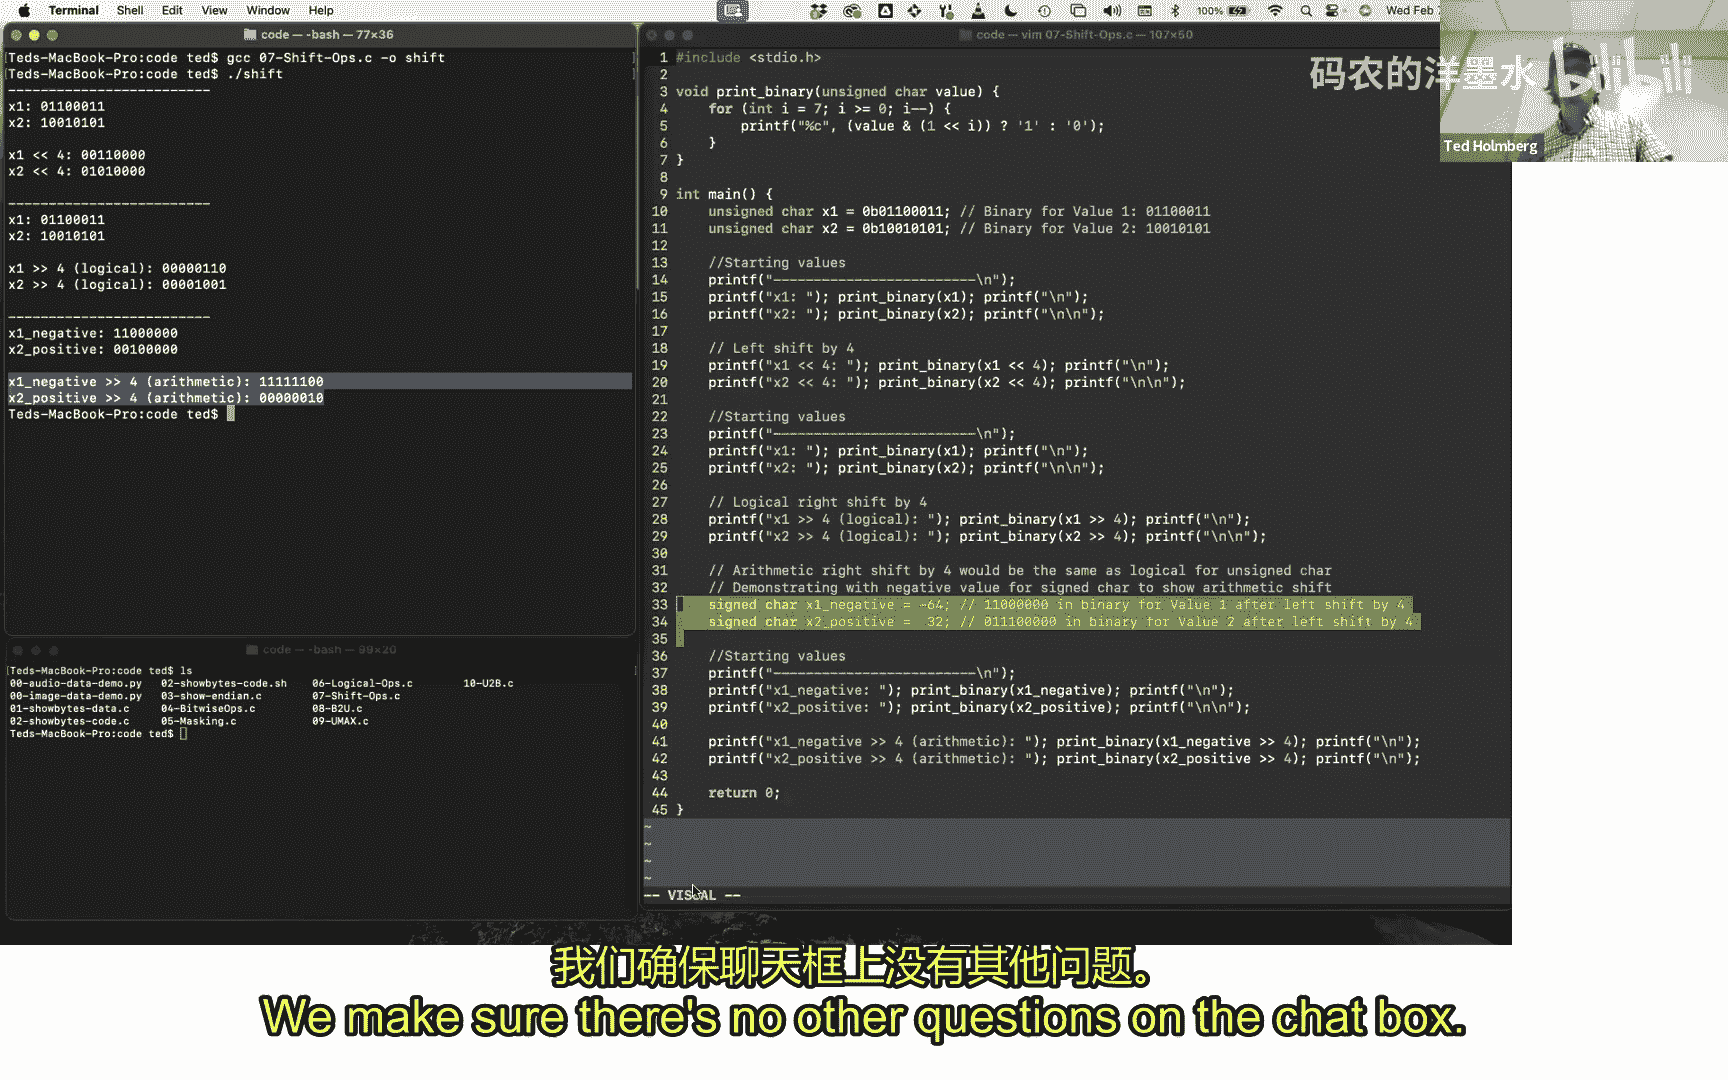 Terminal Shell Edit View Window Help
100% Wed Feb
code — -bash — 77×36
Teds-MacBook-Pro:code ted$ gcc 07-Shift-Ops.c -o shift
Teds-MacBook-Pro:code ted$ ./shift
-------------------------
x1: 01100011
x2: 10010101
x1 << 4: 00110000
x2 << 4: 01010000
-------------------------
x1: 01100011
x2: 10010101
x1 >> 4 (logical): 00000110
x2 >> 4 (logical): 00001001
-------------------------
x1_negative: 11000000
x2_positive: 00100000
x1_negative >> 4 (arithmetic): 11111100
x2_positive >> 4 (arithmetic): 00000010
Teds-MacBook-Pro:code ted$
code — -bash — 99×20
Teds-MacBook-Pro:code ted$ ls
00-audio-data-demo.py 02-showbytes-code.sh 06-Logical-Ops.c 10-U2B.c
00-image-data-demo.py 03-show-endian.c 07-Shift-Ops.c
01-showbytes-data.c 04-BitwiseOps.c 08-B2U.c
02-showbytes-code.c 05-Masking.c 09-UMAX.c
Teds-MacBook-Pro:code ted$
code — vim 07-Shift-Ops.c — 107×50
1 #include <stdio.h>
2
3 void print_binary(unsigned char value) {
4 for (int i = 7; i >= 0; i--) {
5 printf("%c", (value & (1 << i)) ? '1' : '0');
6 }
7 }
8
9 int main() {
10 unsigned char x1 = 0b01100011; // Binary for Value 1: 01100011
11 unsigned char x2 = 0b10010101; // Binary for Value 2: 10010101
12
13 //Starting values
14 printf("-------------------------\n");
15 printf("x1: "); print_binary(x1); printf("\n");
16 printf("x2: "); print_binary(x2); printf("\n\n");
17
18 // Left shift by 4
19 printf("x1 << 4: "); print_binary(x1 << 4); printf("\n");
20 printf("x2 << 4: "); print_binary(x2 << 4); printf("\n\n");
21
22 //Starting values
23 printf("-------------------------\n");
24 printf("x1: "); print_binary(x1); printf("\n");
25 printf("x2: "); print_binary(x2); printf("\n\n");
26
27 // Logical right shift by 4
28 printf("x1 >> 4 (logical): "); print_binary(x1 >> 4); printf("\n");
29 printf("x2 >> 4 (logical): "); print_binary(x2 >> 4); printf("\n\n");
30
31 // Arithmetic right shift by 4 would be the same as logical for unsigned char
32 // Demonstrating with negative value for signed char to show arithmetic shift
33 signed char x1_negative = -64; // 11000000 in binary for Value 1 after left shift by 4
34 signed char x2_positive = 32; // 011100000 in binary for Value 2 after left shift by 4
35
36 //Starting values
37 printf("-------------------------\n");
38 printf("x1_negative: "); print_binary(x1_negative); printf("\n");
39 printf("x2_positive: "); print_binary(x2_positive); printf("\n\n");
40
41 printf("x1_negative >> 4 (arithmetic): "); print_binary(x1_negative >> 4); printf("\n");
42 printf("x2_positive >> 4 (arithmetic): "); print_binary(x2_positive >> 4); printf("\n");
43
44 return 0;
45 }
~
~
~
~
-- VISUAL --
码农的洋墨水 bilibili
Ted Holmberg
我们确保聊天框上没有其他问题。
We make sure there's no other questions on the chat box.